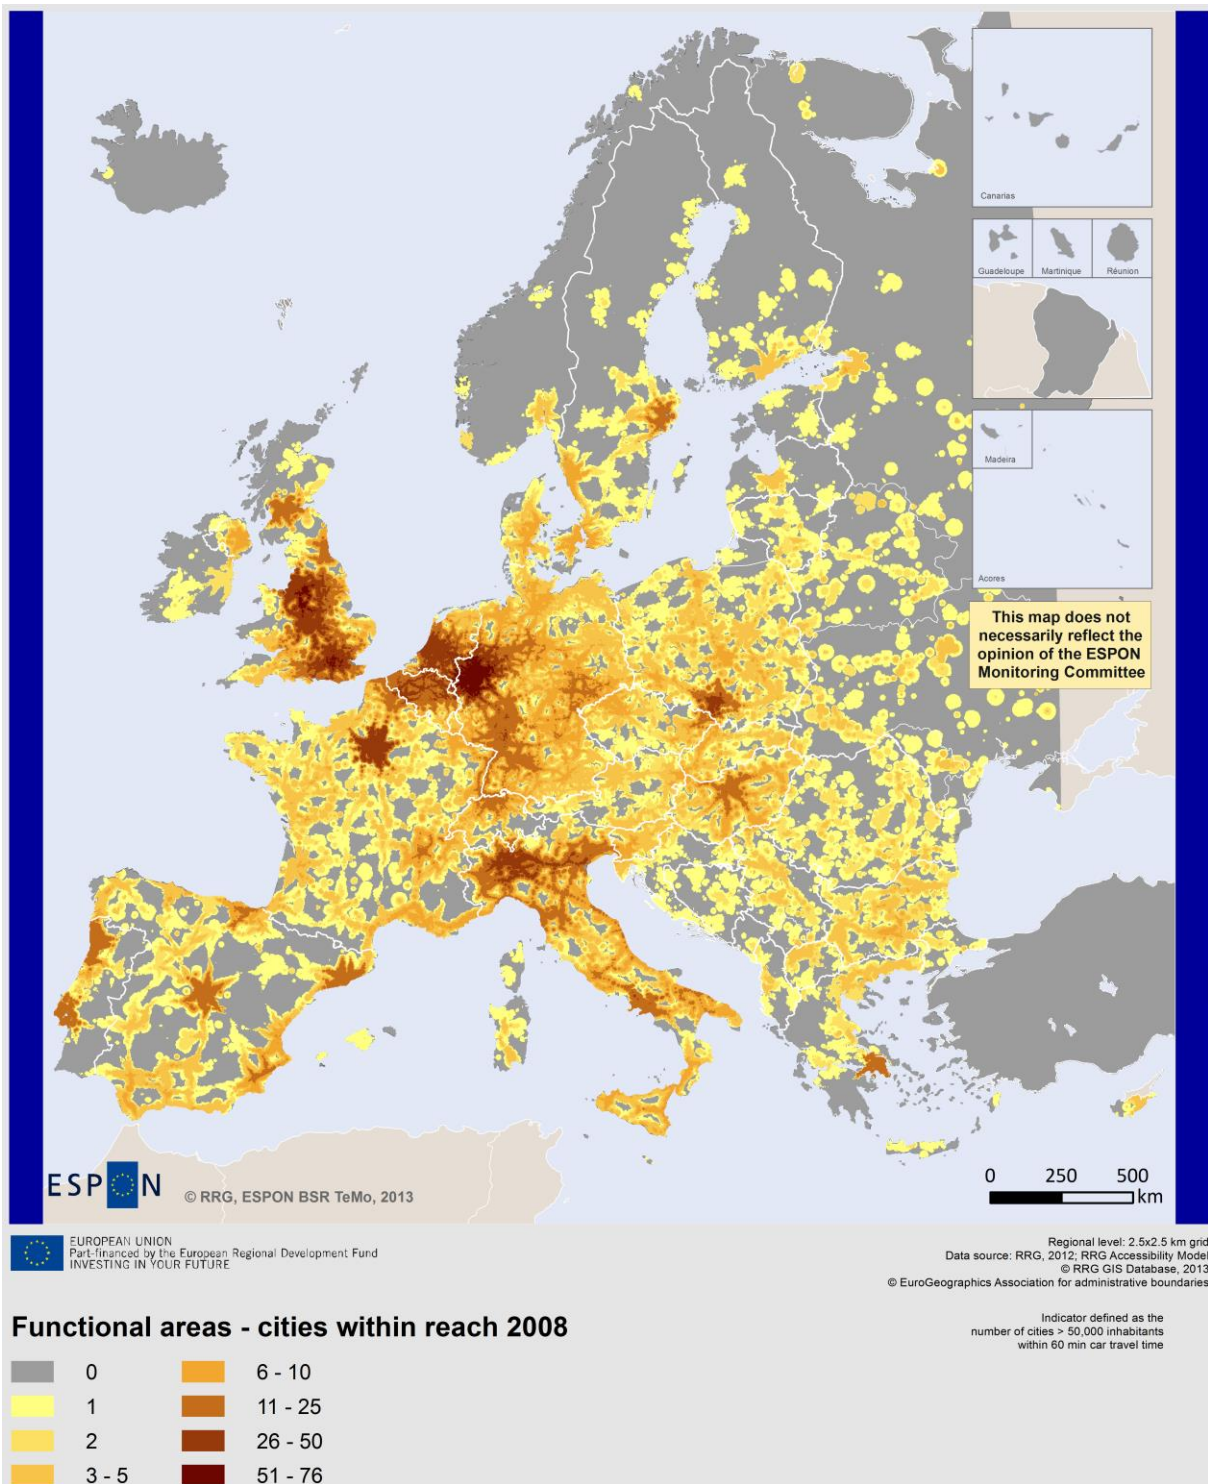 Canarias
Guadeloupe
Martinique
Réunion
Madeira
Acores
This map does not
necessarily reflect the
opinion of the ESPON
Monitoring Committee
ESPON
© RRG, ESPON BSR TeMo, 2013
0 250 500
km
EUROPEAN UNION
Part-financed by the European Regional Development Fund
INVESTING IN YOUR FUTURE
Regional level: 2.5x2.5 km grid
Data source: RRG, 2012; RRG Accessibility Model
© RRG GIS Database, 2013
© EuroGeographics Association for administrative boundaries
Functional areas - cities within reach 2008
Indicator defined as the
number of cities > 50,000 inhabitants
within 60 min car travel time
0 6 - 10
1 11 - 25
2 26 - 50
3 - 5 51 - 76